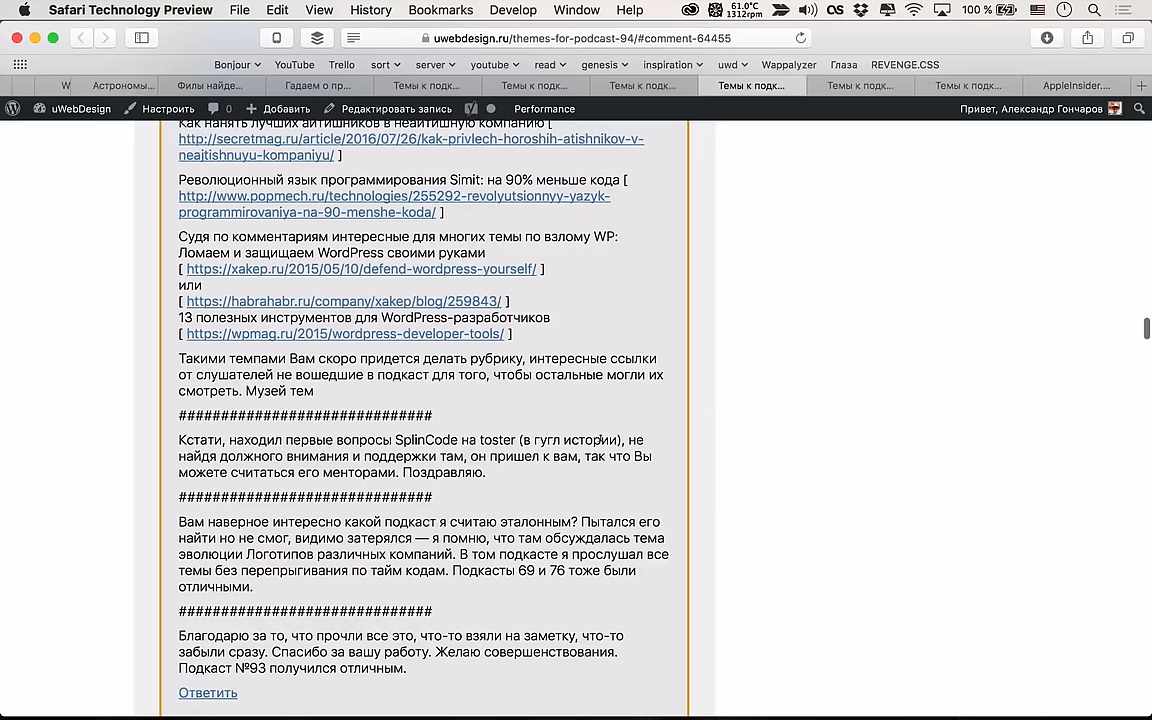 Safari Technology Preview File Edit View History Bookmarks Develop Window Help 61.0°C 1312rpm 100 %
uwebdesign.ru/themes-for-podcast-94/#comment-64455
Bonjour YouTube Trello sort server youtube read genesis inspiration uwd Wappalyzer Глаза REVENGE.CSS
W Астрономы... Филы найде... Гадаем о пр... Темы к подк... Темы к подк... Темы к подк... Темы к подк... Темы к подк... Темы к подк... AppleInsider....
uWebDesign Настроить 0 Добавить Редактировать запись Performance Привет, Александр Гончаров
Как нанять лучших айтишников в неайтишную компанию [
http://secretmag.ru/article/2016/07/26/kak-privlech-horoshih-atishnikov-v-
neajtishnuyu-kompaniyu/ ]
Революционный язык программирования Simit: на 90% меньше кода [
http://www.popmech.ru/technologies/255292-revolyutsionnyy-yazyk-
programmirovaniya-na-90-menshe-koda/ ]
Судя по комментариям интересные для многих темы по взлому WP:
Ломаем и защищаем WordPress своими руками
[ https://xakep.ru/2015/05/10/defend-wordpress-yourself/ ]
или
[ https://habrahabr.ru/company/xakep/blog/259843/ ]
13 полезных инструментов для WordPress-разработчиков
[ https://wpmag.ru/2015/wordpress-developer-tools/ ]
Такими темпами Вам скоро придется делать рубрику, интересные ссылки
от слушателей не вошедшие в подкаст для того, чтобы остальные могли их
смотреть. Музей тем
##############################
Кстати, находил первые вопросы SplinCode на toster (в гугл истории), не
найдя должного внимания и поддержки там, он пришел к вам, так что Вы
можете считаться его менторами. Поздравляю.
##############################
Вам наверное интересно какой подкаст я считаю эталонным? Пытался его
найти но не смог, видимо затерялся — я помню, что там обсуждалась тема
эволюции Логотипов различных компаний. В том подкасте я прослушал все
темы без перепрыгивания по тайм кодам. Подкасты 69 и 76 тоже были
отличными.
##############################
Благодарю за то, что прочли все это, что-то взяли на заметку, что-то
забыли сразу. Спасибо за вашу работу. Желаю совершенствования.
Подкаст №93 получился отличным.
Ответить